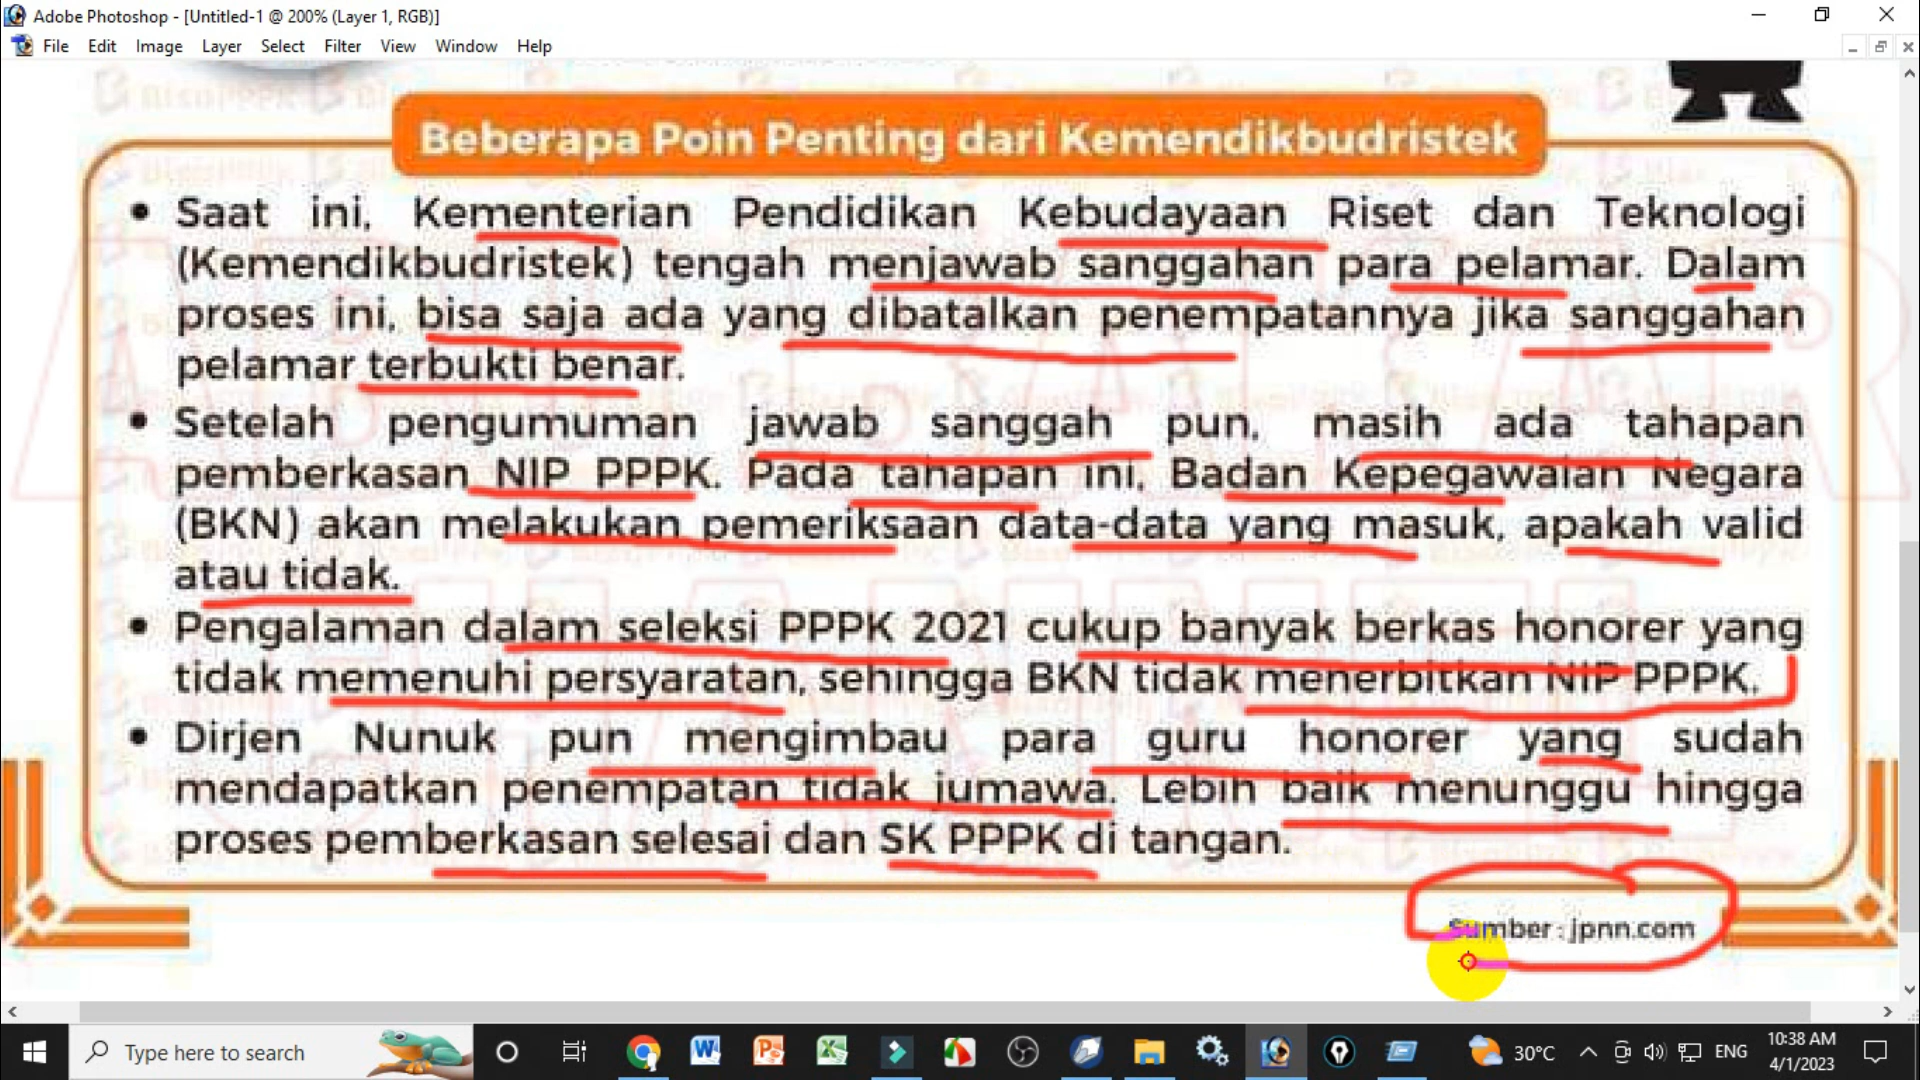 Adobe Photoshop - [Untitled-1 @ 200% (Layer 1, RGB)]
File Edit Image Layer Select Filter View Window Help
Beberapa Poin Penting dari Kemendikbudristek
• Saat ini, Kementerian Pendidikan Kebudayaan Riset dan Teknologi
(Kemendikbudristek) tengah menjawab sanggahan para pelamar. Dalam
proses ini, bisa saja ada yang dibatalkan penempatannya jika sanggahan
pelamar terbukti benar.
• Setelah pengumuman jawab sanggah pun, masih ada tahapan
pemberkasan NIP PPPK. Pada tahapan ini, Badan Kepegawaian Negara
(BKN) akan melakukan pemeriksaan data-data yang masuk, apakah valid
atau tidak.
• Pengalaman dalam seleksi PPPK 2021 cukup banyak berkas honorer yang
tidak memenuhi persyaratan, sehingga BKN tidak menerbitkan NIP PPPK.
• Dirjen Nunuk pun mengimbau para guru honorer yang sudah
mendapatkan penempatan tidak jumawa. Lebih baik menunggu hingga
proses pemberkasan selesai dan SK PPPK di tangan.
Sumber : jpnn.com
Type here to search
30°C
ENG
10:38 AM
4/1/2023